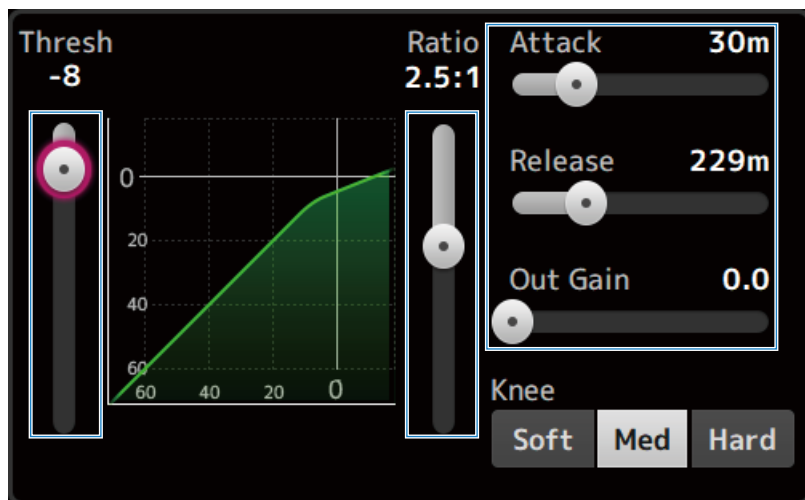 Thresh
-8
Ratio
2.5:1
Attack 30m
Release 229m
Out Gain 0.0
0
20
40
60
60 40 20 0
Knee
Soft Med Hard